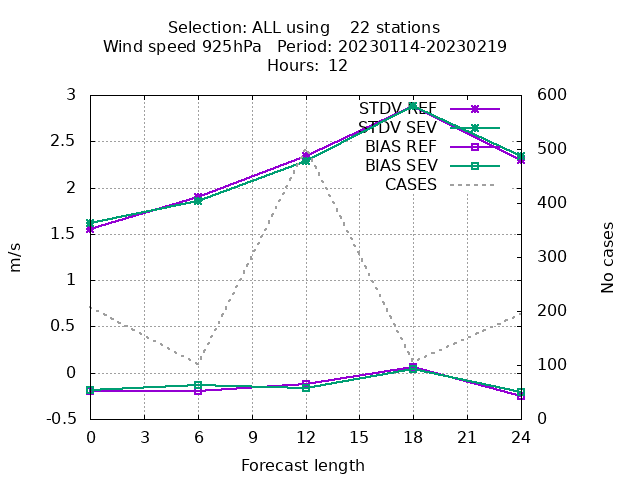 Selection: ALL using    22 stations
Wind speed 925hPa   Period: 20230114-20230219
Hours:  12
3
2.5
2
1.5
1
0.5
0
-0.5
m/s
STDV REF
STDV SEV
BIAS REF
BIAS SEV
CASES
600
500
400
300
200
100
0
No cases
0 3 6 9 12 15 18 21 24
Forecast length